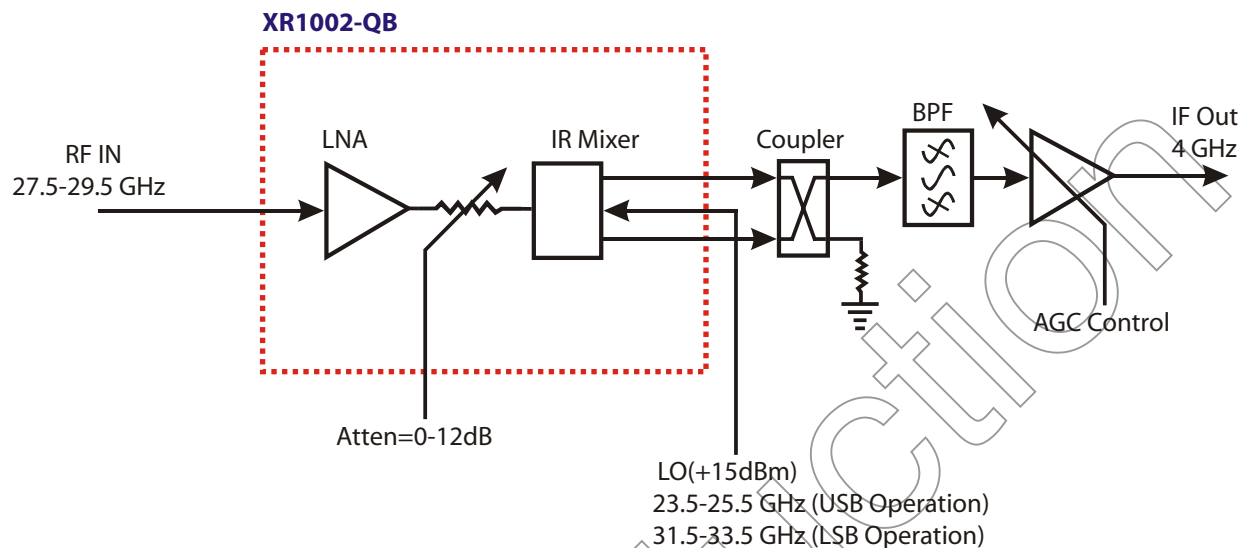 XR1002-QB
LNA
IR Mixer
Coupler
BPF
IF Out
4 GHz
RF IN
27.5-29.5 GHz
AGC Control
Atten=0-12dB
LO(+15dBm)
23.5-25.5 GHz (USB Operation)
31.5-33.5 GHz (LSB Operation)
uction